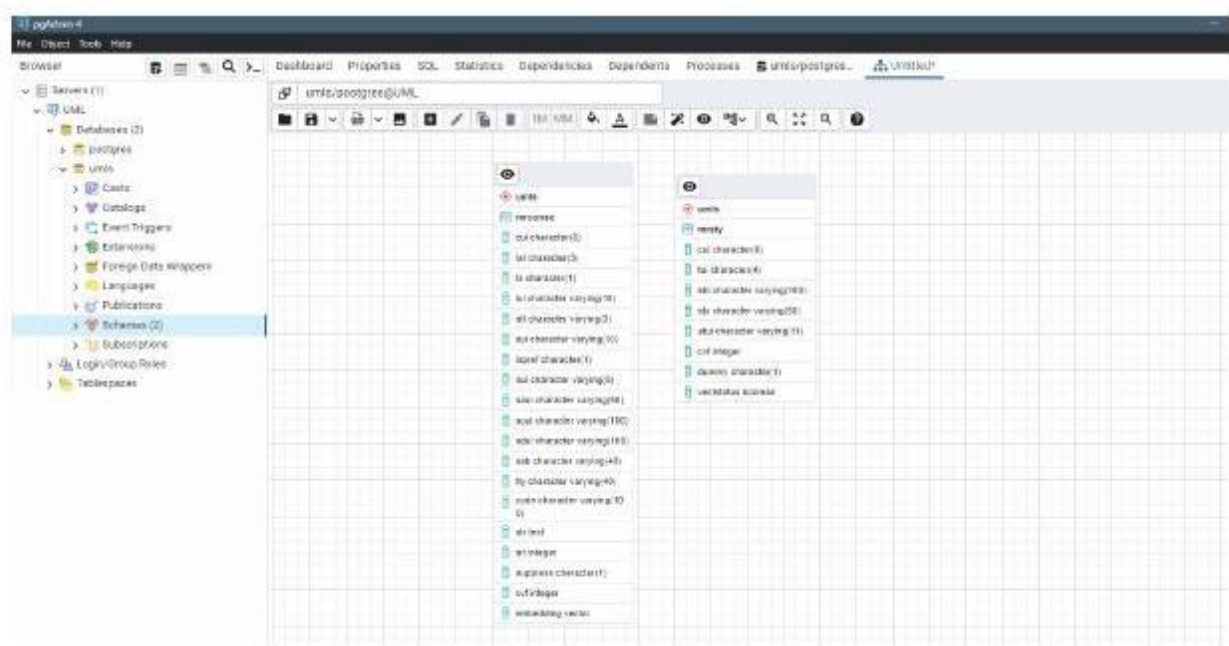 pgAdmin 4
File Object Tools Help
Browser
Dashboard Properties SQL Statistics Dependencies Dependents Processes umls/postgres... Untitled*
Servers (1)
UML
Databases (2)
postgres
umls
Casts
Catalogs
Event Triggers
Extensions
Foreign Data Wrappers
Languages
Publications
Schemas (2)
Subscriptions
Login/Group Roles
Tablespaces
umls/postgres@UML
1M M:M
umls
mrconso
cui character(8)
lat character(3)
ts character(1)
lui character varying(10)
stt character varying(3)
sui character varying(10)
ispref character(1)
aui character varying(9)
saui character varying(50)
scui character varying(100)
sdui character varying(100)
sab character varying(40)
tty character varying(40)
code character varying(10
0)
str text
srl integer
suppress character(1)
cvf integer
embedding vector
umls
mrsty
cui character(8)
tui character(4)
stn character varying(100)
sty character varying(50)
atui character varying(11)
cvf integer
dummy character(1)